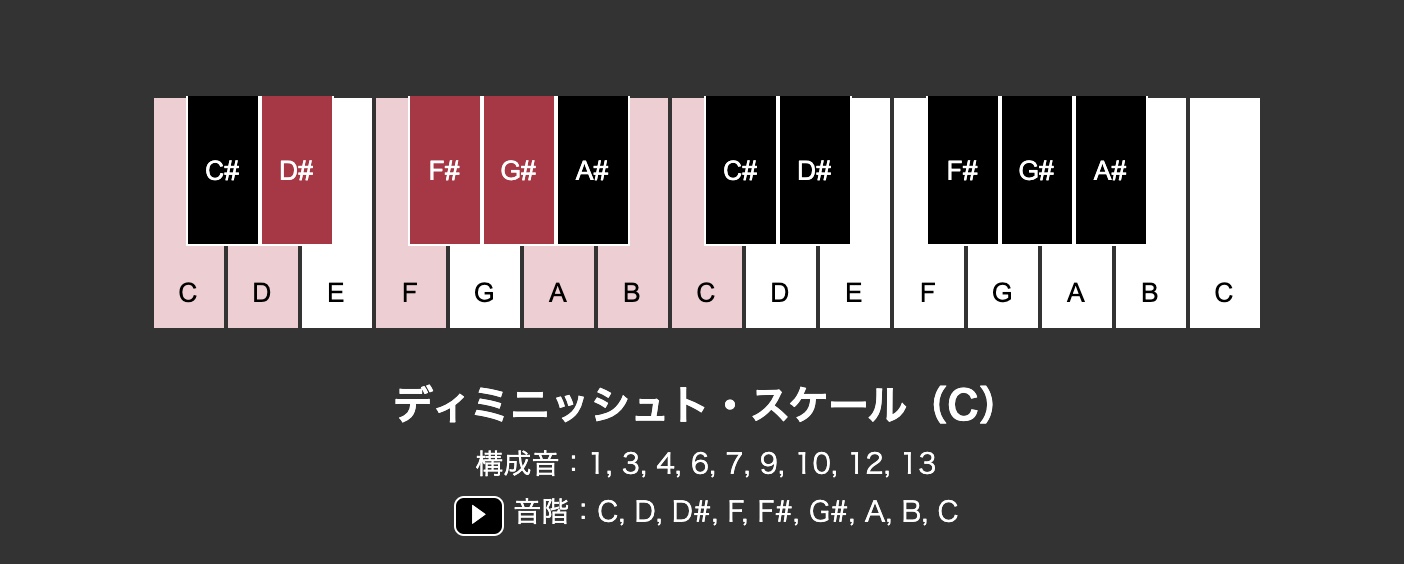 C# D# F# G# A# C# D# F# G# A#
C D E F G A B C D E F G A B C
ディミニッシュト・スケール（C）
構成音：1, 3, 4, 6, 7, 9, 10, 12, 13
音階：C, D, D#, F, F#, G#, A, B, C